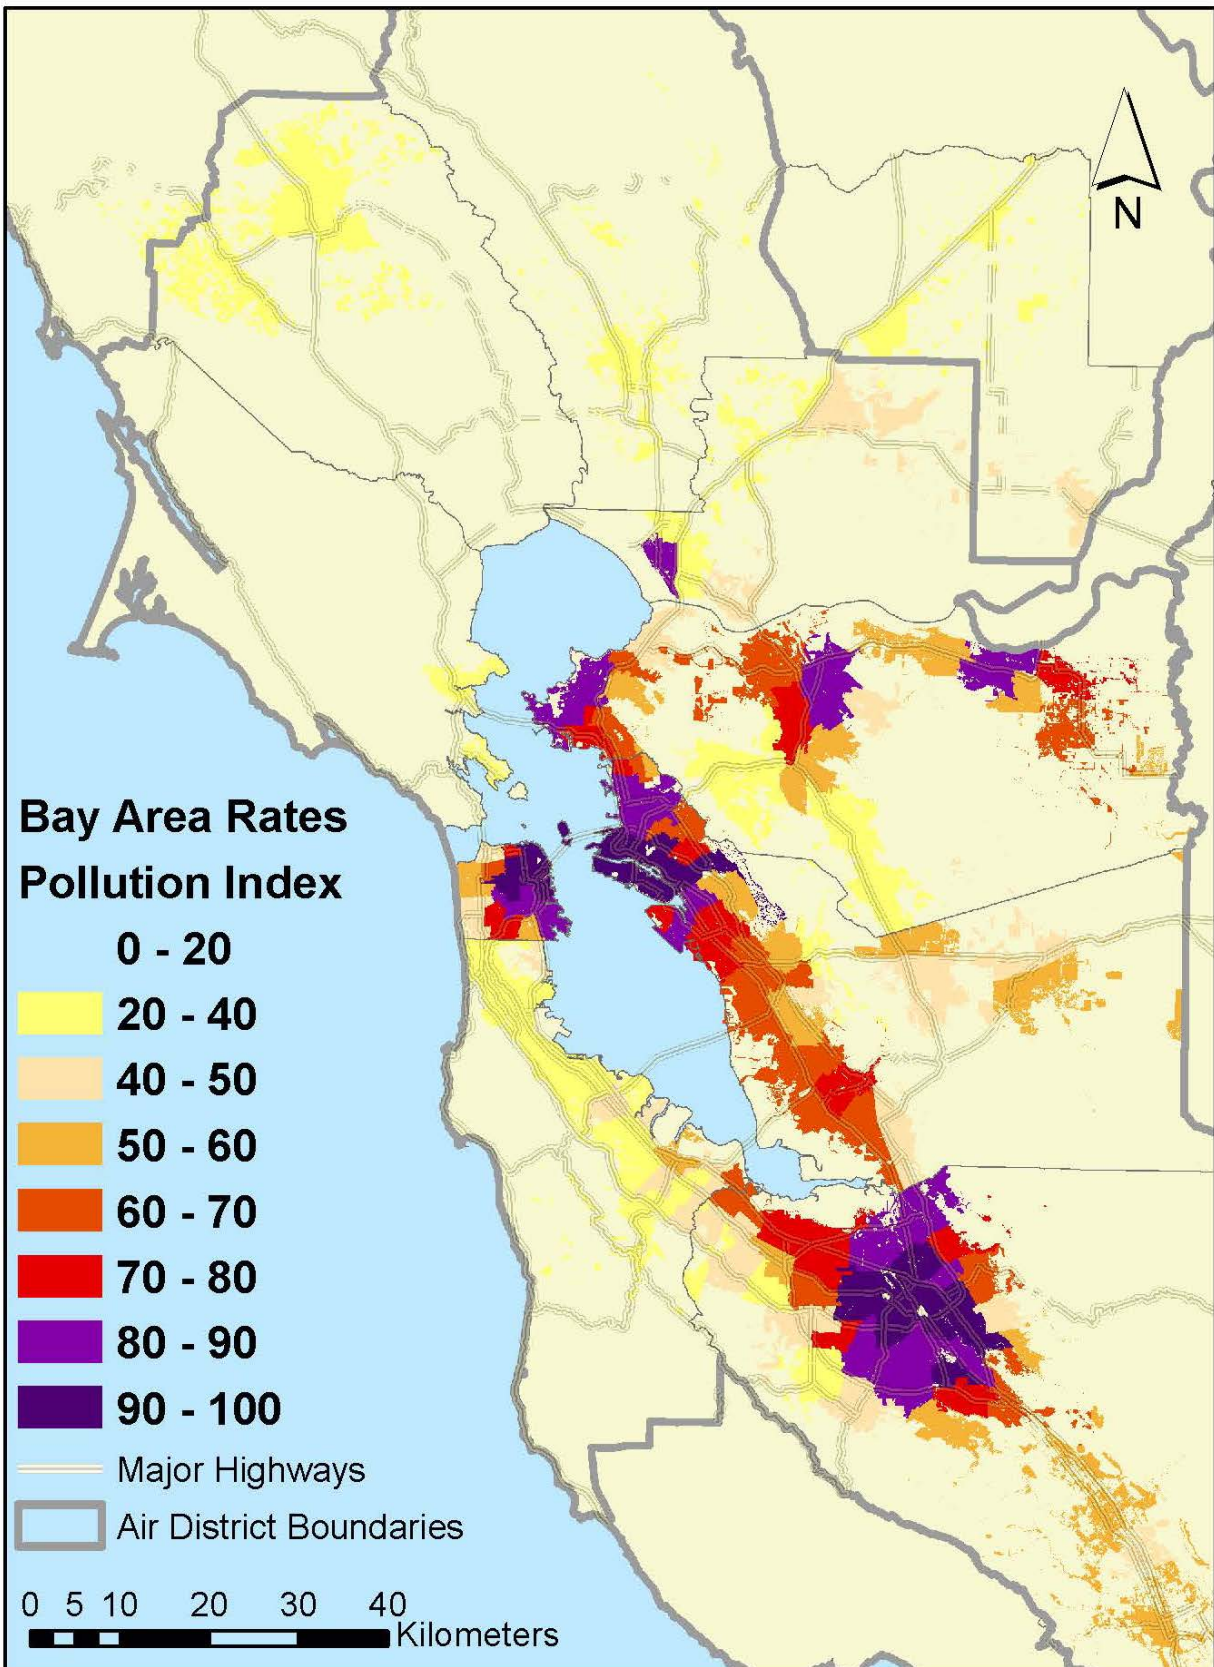 N
Bay Area Rates
Pollution Index
0 - 20
20 - 40
40 - 50
50 - 60
60 - 70
70 - 80
80 - 90
90 - 100
Major Highways
Air District Boundaries
0 5 10 20 30 40
Kilometers